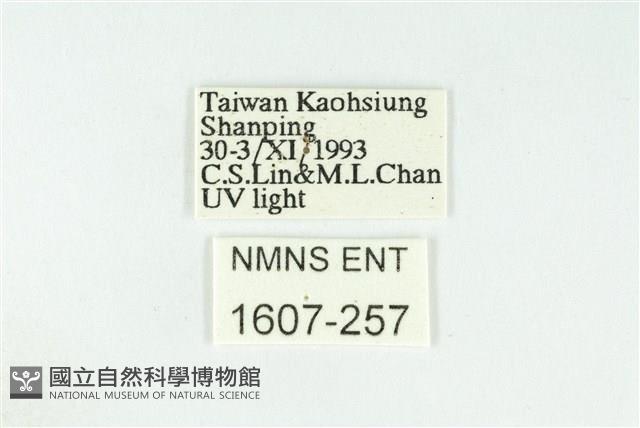 Taiwan Kaohsiung
Shanping
30-3/XI/1993
C.S.Lin&M.L.Chan
UV light
NMNS ENT
1607-257
國立自然科學博物館
NATIONAL MUSEUM OF NATURAL SCIENCE